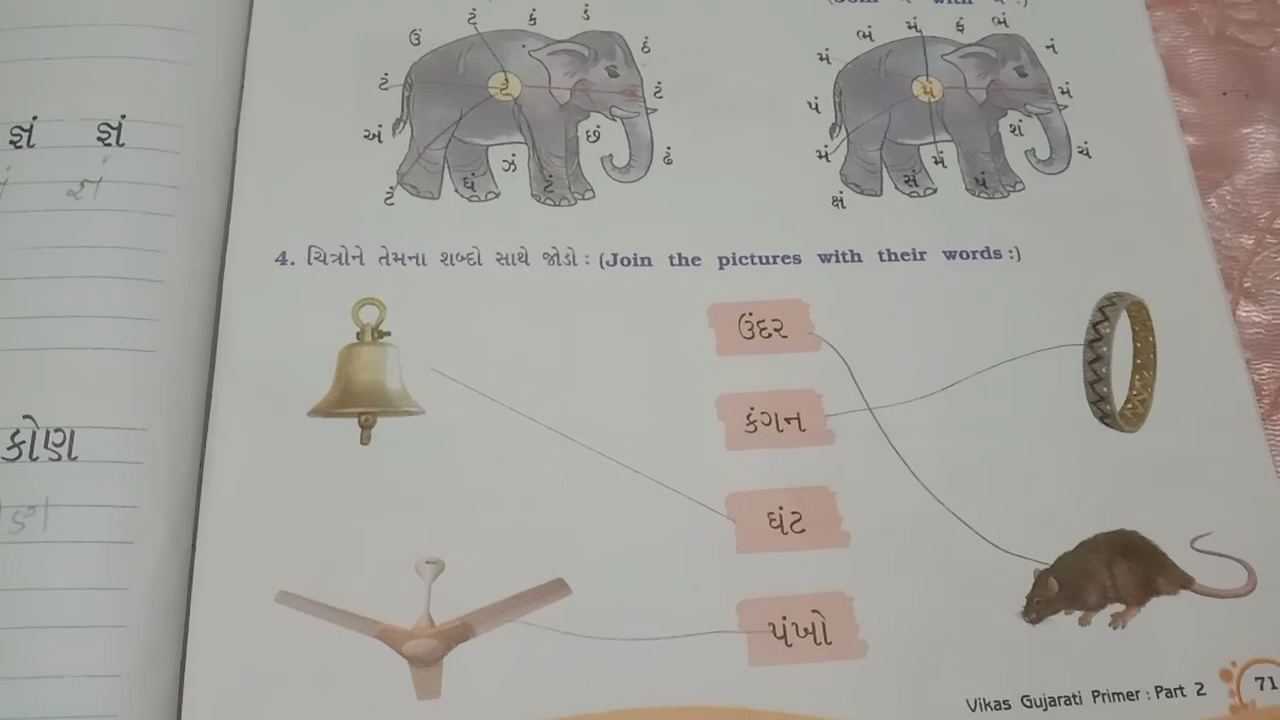 ટં કં ડં
ઉં ઠં
ટં ટં ટં
અં છં
ઝં ઢં
ટં ઘં ટં
મં ભં મં ફં ભં નં
પં મં મં
મં મં શં ચં
ક્ષં સં પં
જ્ઞં જ્ઞં
4. ચિત્રોને તેમના શબ્દો સાથે જોડો : (Join the pictures with their words :)
ઉંદર
કંગન
ઘંટ
પંખો
કોણ
Vikas Gujarati Primer : Part 2 71